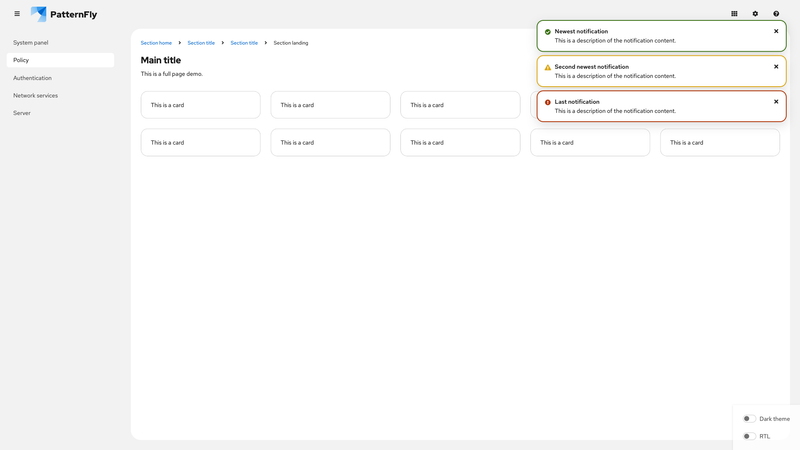 PatternFly
System panel
Policy
Authentication
Network services
Server
Section home
Section title
Section title
Section landing
Main title
This is a full page demo.
Newest notification
This is a description of the notification content.
Second newest notification
This is a description of the notification content.
Last notification
This is a description of the notification content.
This is a card
This is a card
This is a card
This is a card
This is a card
This is a card
This is a card
This is a card
Dark theme
RTL